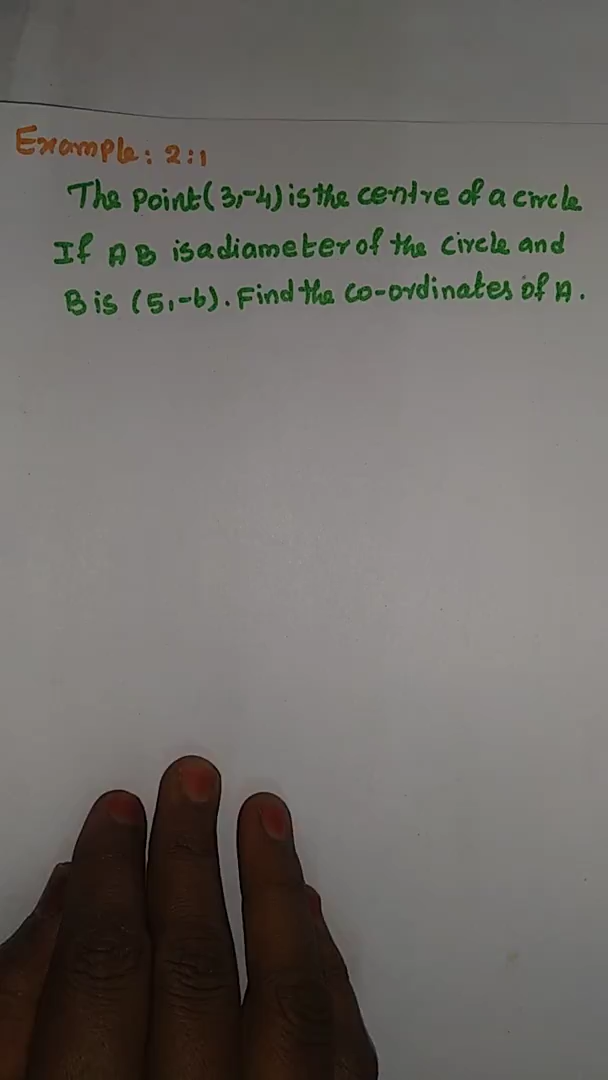 Example: 2:1
The point (3,-4) is the centre of a circle
If AB is a diameter of the circle and
B is (5,-6). Find the co-ordinates of A.